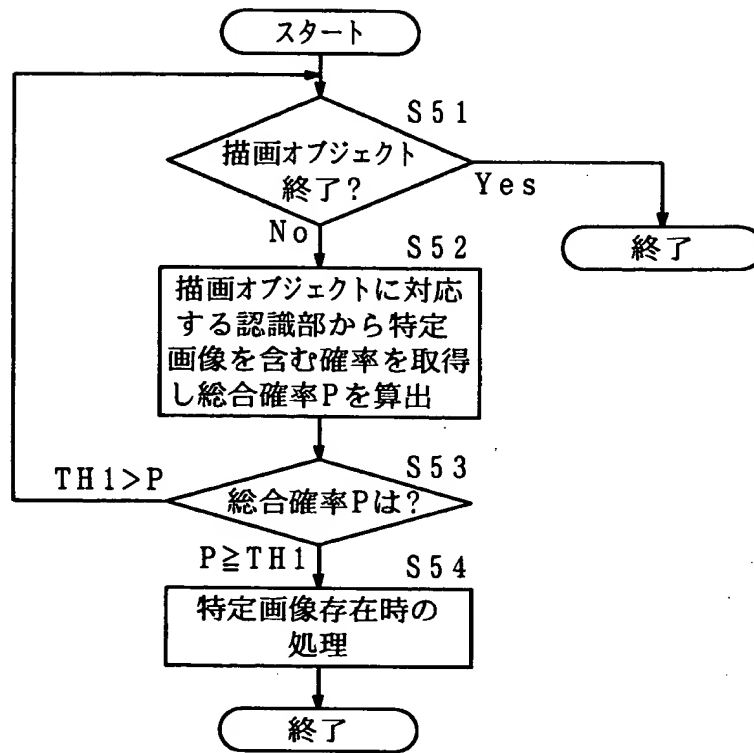 スタート
S51
描画オブジェクト
終了?
Yes
No
終了
S52
描画オブジェクトに対応
する認識部から特定
画像を含む確率を取得
し総合確率Pを算出
S53
TH1>P
総合確率Pは?
P≧TH1
S54
特定画像存在時の
処理
終了